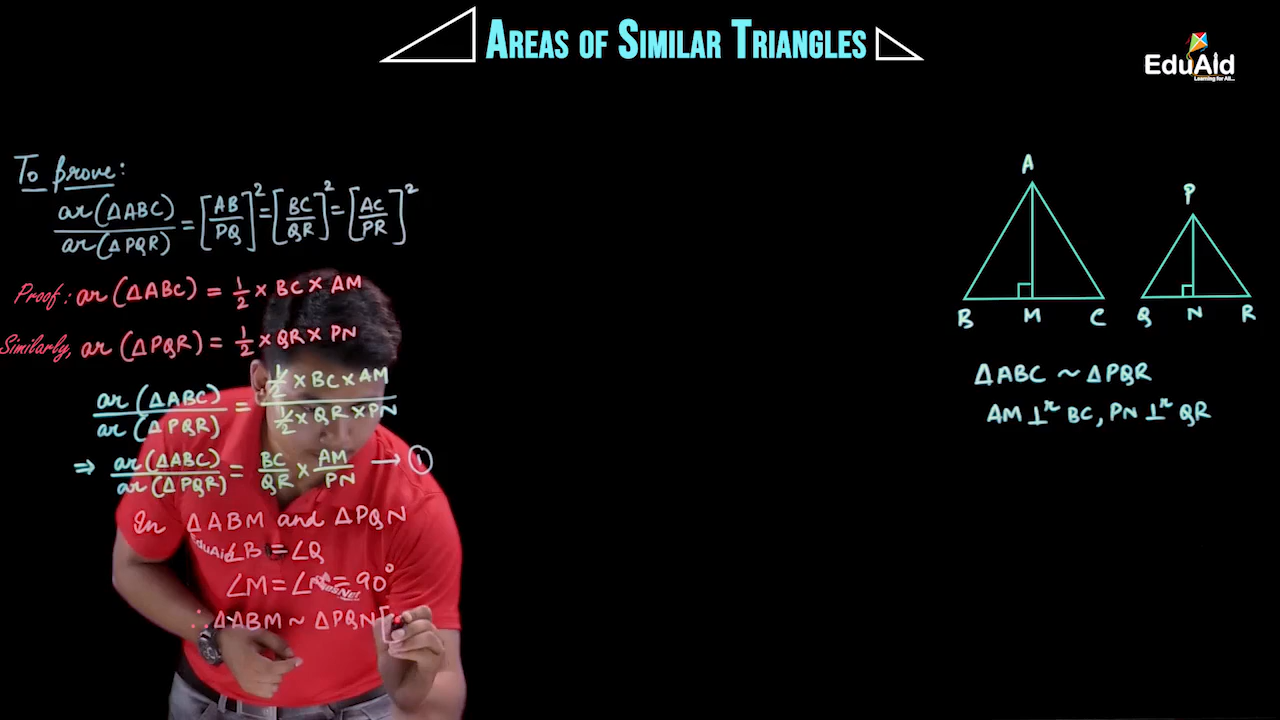 AREAS OF SIMILAR TRIANGLES
EduAid
Learning for All...
To prove:
ar(ΔABC)/ar(ΔPQR) = [AB/PQ]² = [BC/QR]² = [AC/PR]²
Proof: ar(ΔABC) = 1/2 × BC × AM
Similarly, ar(ΔPQR) = 1/2 × QR × PN
ar(ΔABC)/ar(ΔPQR) = 1/2 × BC × AM / 1/2 × QR × PN
⇒ ar(ΔABC)/ar(ΔPQR) = BC/QR × AM/PN → ①
In ΔABM and ΔPQN
∠B = ∠Q
EduAid
∠M = ∠N = 90°
∴ ΔABM ~ ΔPQN [
A
P
B M C Q N R
ΔABC ~ ΔPQR
AM ⊥ʳ BC, PN ⊥ʳ QR